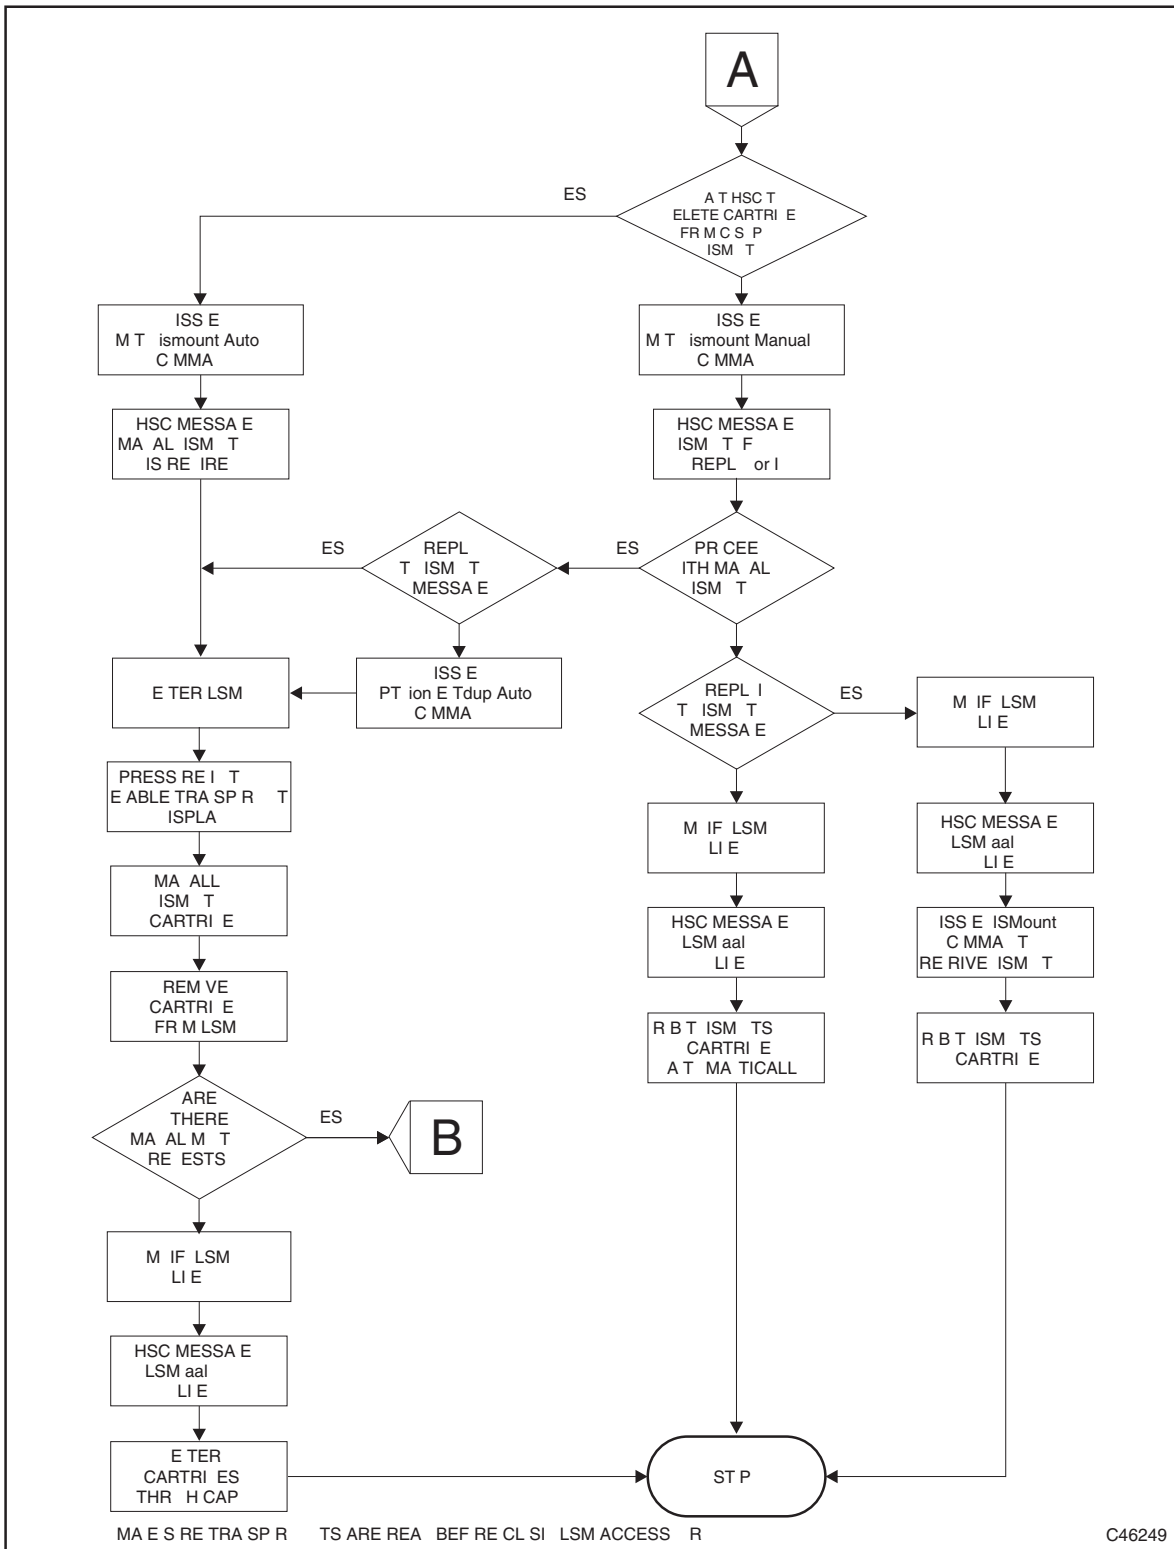 A
A T HSC T
ELETE CARTRI E
FR M C S P
ISM T
ES
ISS E
M T ismount Auto
C MMA
ISS E
M T ismount Manual
C MMA
HSC MESSA E
MA AL ISM T
IS RE IRE
HSC MESSA E
ISM T F
REPL or I
ES
REPL
T ISM T
MESSA E
ES
PR CEE
ITH MA AL
ISM T
E TER LSM
ISS E
PT ion E Tdup Auto
C MMA
REPL I
T ISM T
MESSA E
ES
M IF LSM
LI E
PRESS RE I T
E ABLE TRA SP R T
ISPLA
M IF LSM
LI E
HSC MESSA E
LSM aal
LI E
MA ALL
ISM T
CARTRI E
HSC MESSA E
LSM aal
LI E
ISS E ISMount
C MMA T
RE RIVE ISM T
REM VE
CARTRI E
FR M LSM
R B T ISM TS
CARTRI E
A T MA TICALL
R B T ISM TS
CARTRI E
ARE
THERE
MA AL M T
RE ESTS
ES
B
M IF LSM
LI E
HSC MESSA E
LSM aal
LI E
E TER
CARTRI ES
THR H CAP
ST P
MA E S RE TRA SP R TS ARE REA BEF RE CL SI LSM ACCESS R
C46249